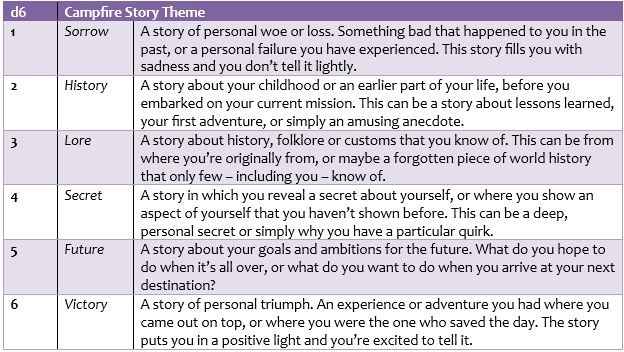 d6 Campfire Story Theme
1 Sorrow A story of personal woe or loss. Something bad that happened to you in the
past, or a personal failure you have experienced. This story fills you with
sadness and you don’t tell it lightly.
2 History A story about your childhood or an earlier part of your life, before you
embarked on your current mission. This can be a story about lessons learned,
your first adventure, or simply an amusing anecdote.
3 Lore A story about history, folklore or customs that you know of. This can be from
where you’re originally from, or maybe a forgotten piece of world history
that only few – including you – know of.
4 Secret A story in which you reveal a secret about yourself, or where you show an
aspect of yourself that you haven’t shown before. This can be a deep,
personal secret or simply why you have a particular quirk.
5 Future A story about your goals and ambitions for the future. What do you hope to
do when it’s all over, or what do you want to do when you arrive at your next
destination?
6 Victory A story of personal triumph. An experience or adventure you had where you
came out on top, or where you were the one who saved the day. The story
puts you in a positive light and you’re excited to tell it.